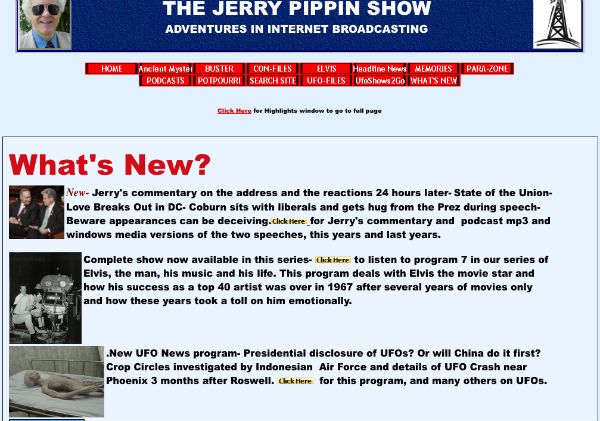 THE JERRY PIPPIN SHOW
ADVENTURES IN INTERNET BROADCASTING
HOME Ancient Myster BUSTER CON-FILES ELVIS Headline News MEMORIES PARA-ZONE
PODCASTS POTPOURRI SEARCH SITE UFO-FILES UfoShows2Go WHAT'S NEW
Click Here for Highlights window to go to full page
What's New?
New- Jerry's commentary on the address and the reactions 24 hours later- State of the Union-
Love Breaks Out in DC- Coburn sits with liberals and gets hug from the Prez during speech-
Beware appearances can be deceiving. Click Here for Jerry's commentary and podcast mp3 and
windows media versions of the two speeches, this years and last years.
Complete show now available in this series- Click Here to listen to program 7 in our series of
Elvis, the man, his music and his life. This program deals with Elvis the movie star and
how his success as a top 40 artist was over in 1967 after several years of movies only
and how these years took a toll on him emotionally.
.New UFO News program- Presidential disclosure of UFOs? Or will China do it first?
Crop Circles investigated by Indonesian Air Force and details of UFO Crash near
Phoenix 3 months after Roswell. Click Here for this program, and many others on UFOs.